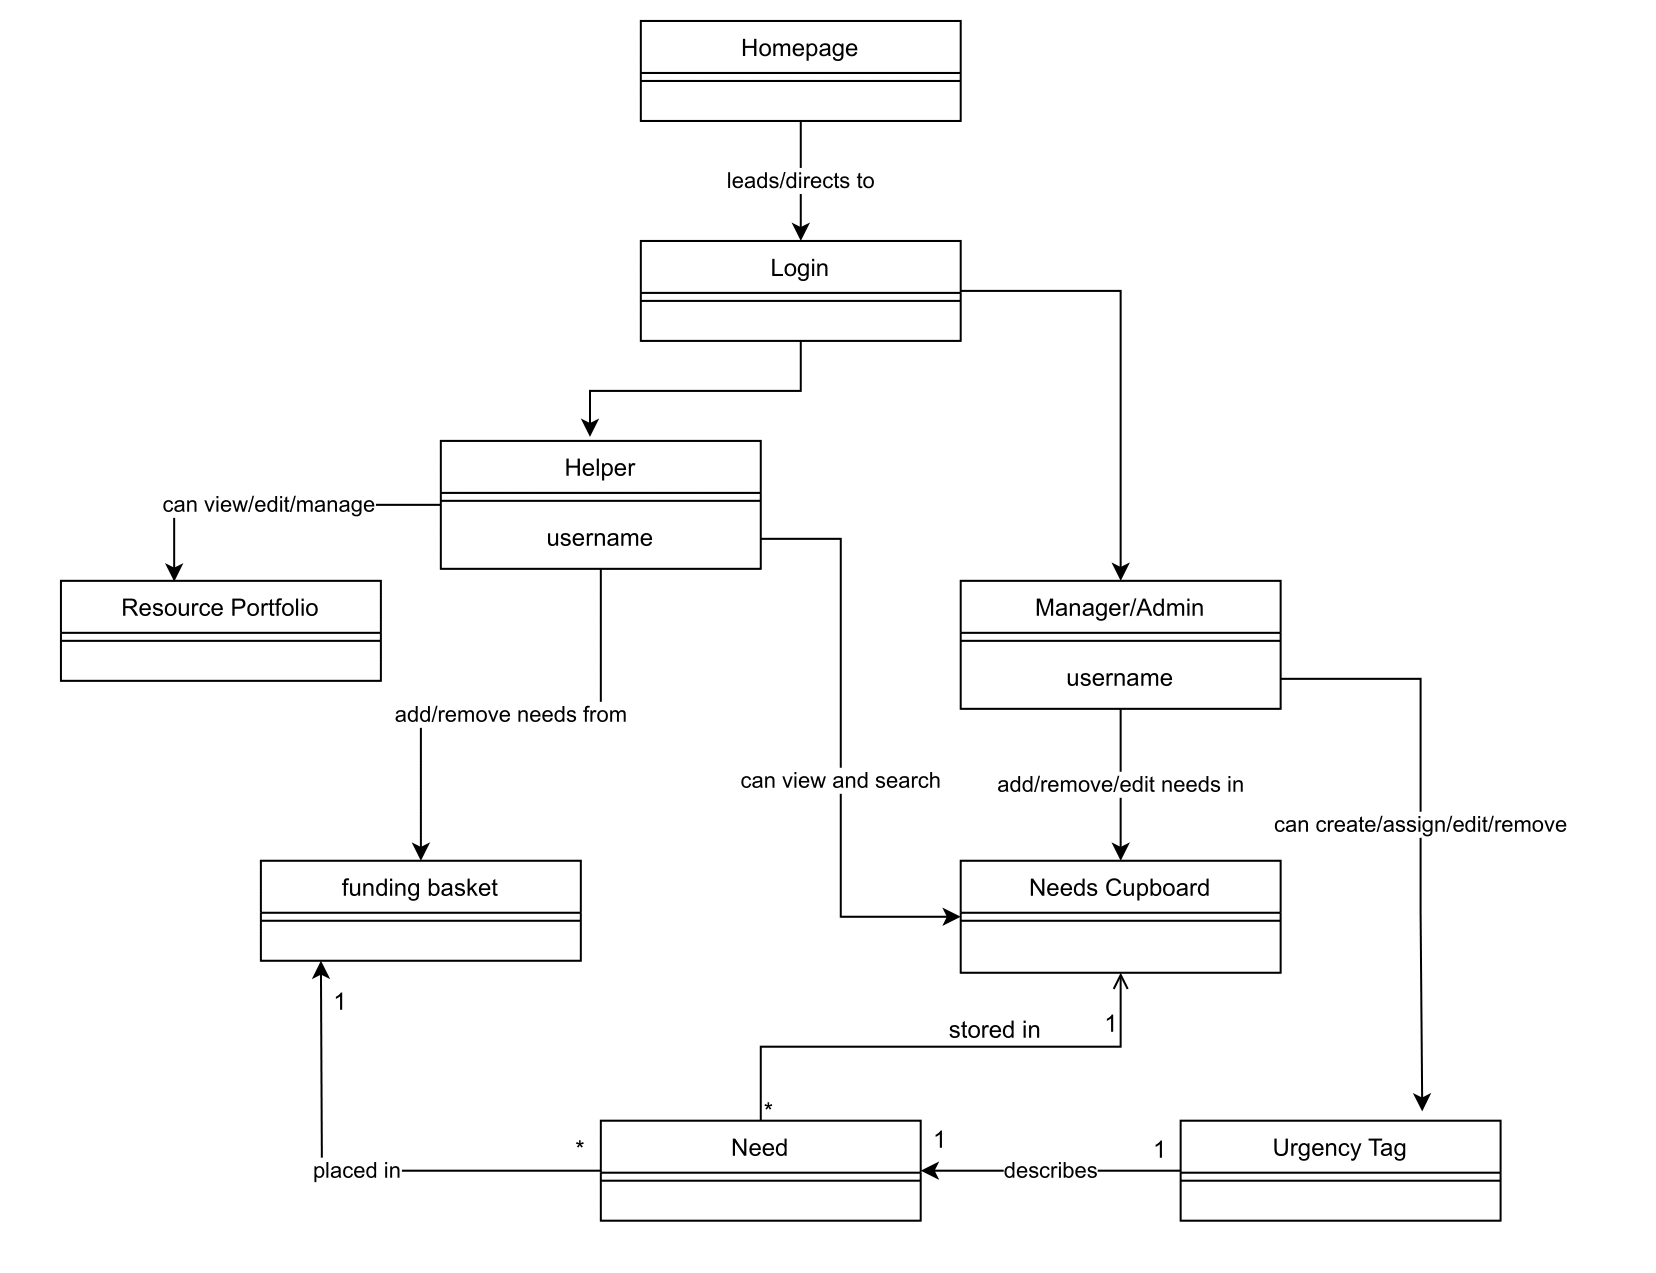 Homepage
leads/directs to
Login
Helper
can view/edit/manage
username
Resource Portfolio
Manager/Admin
username
add/remove needs from
can view and search
add/remove/edit needs in
can create/assign/edit/remove
funding basket
Needs Cupboard
1
stored in
1
*
*
Need
1
1
Urgency Tag
placed in
describes